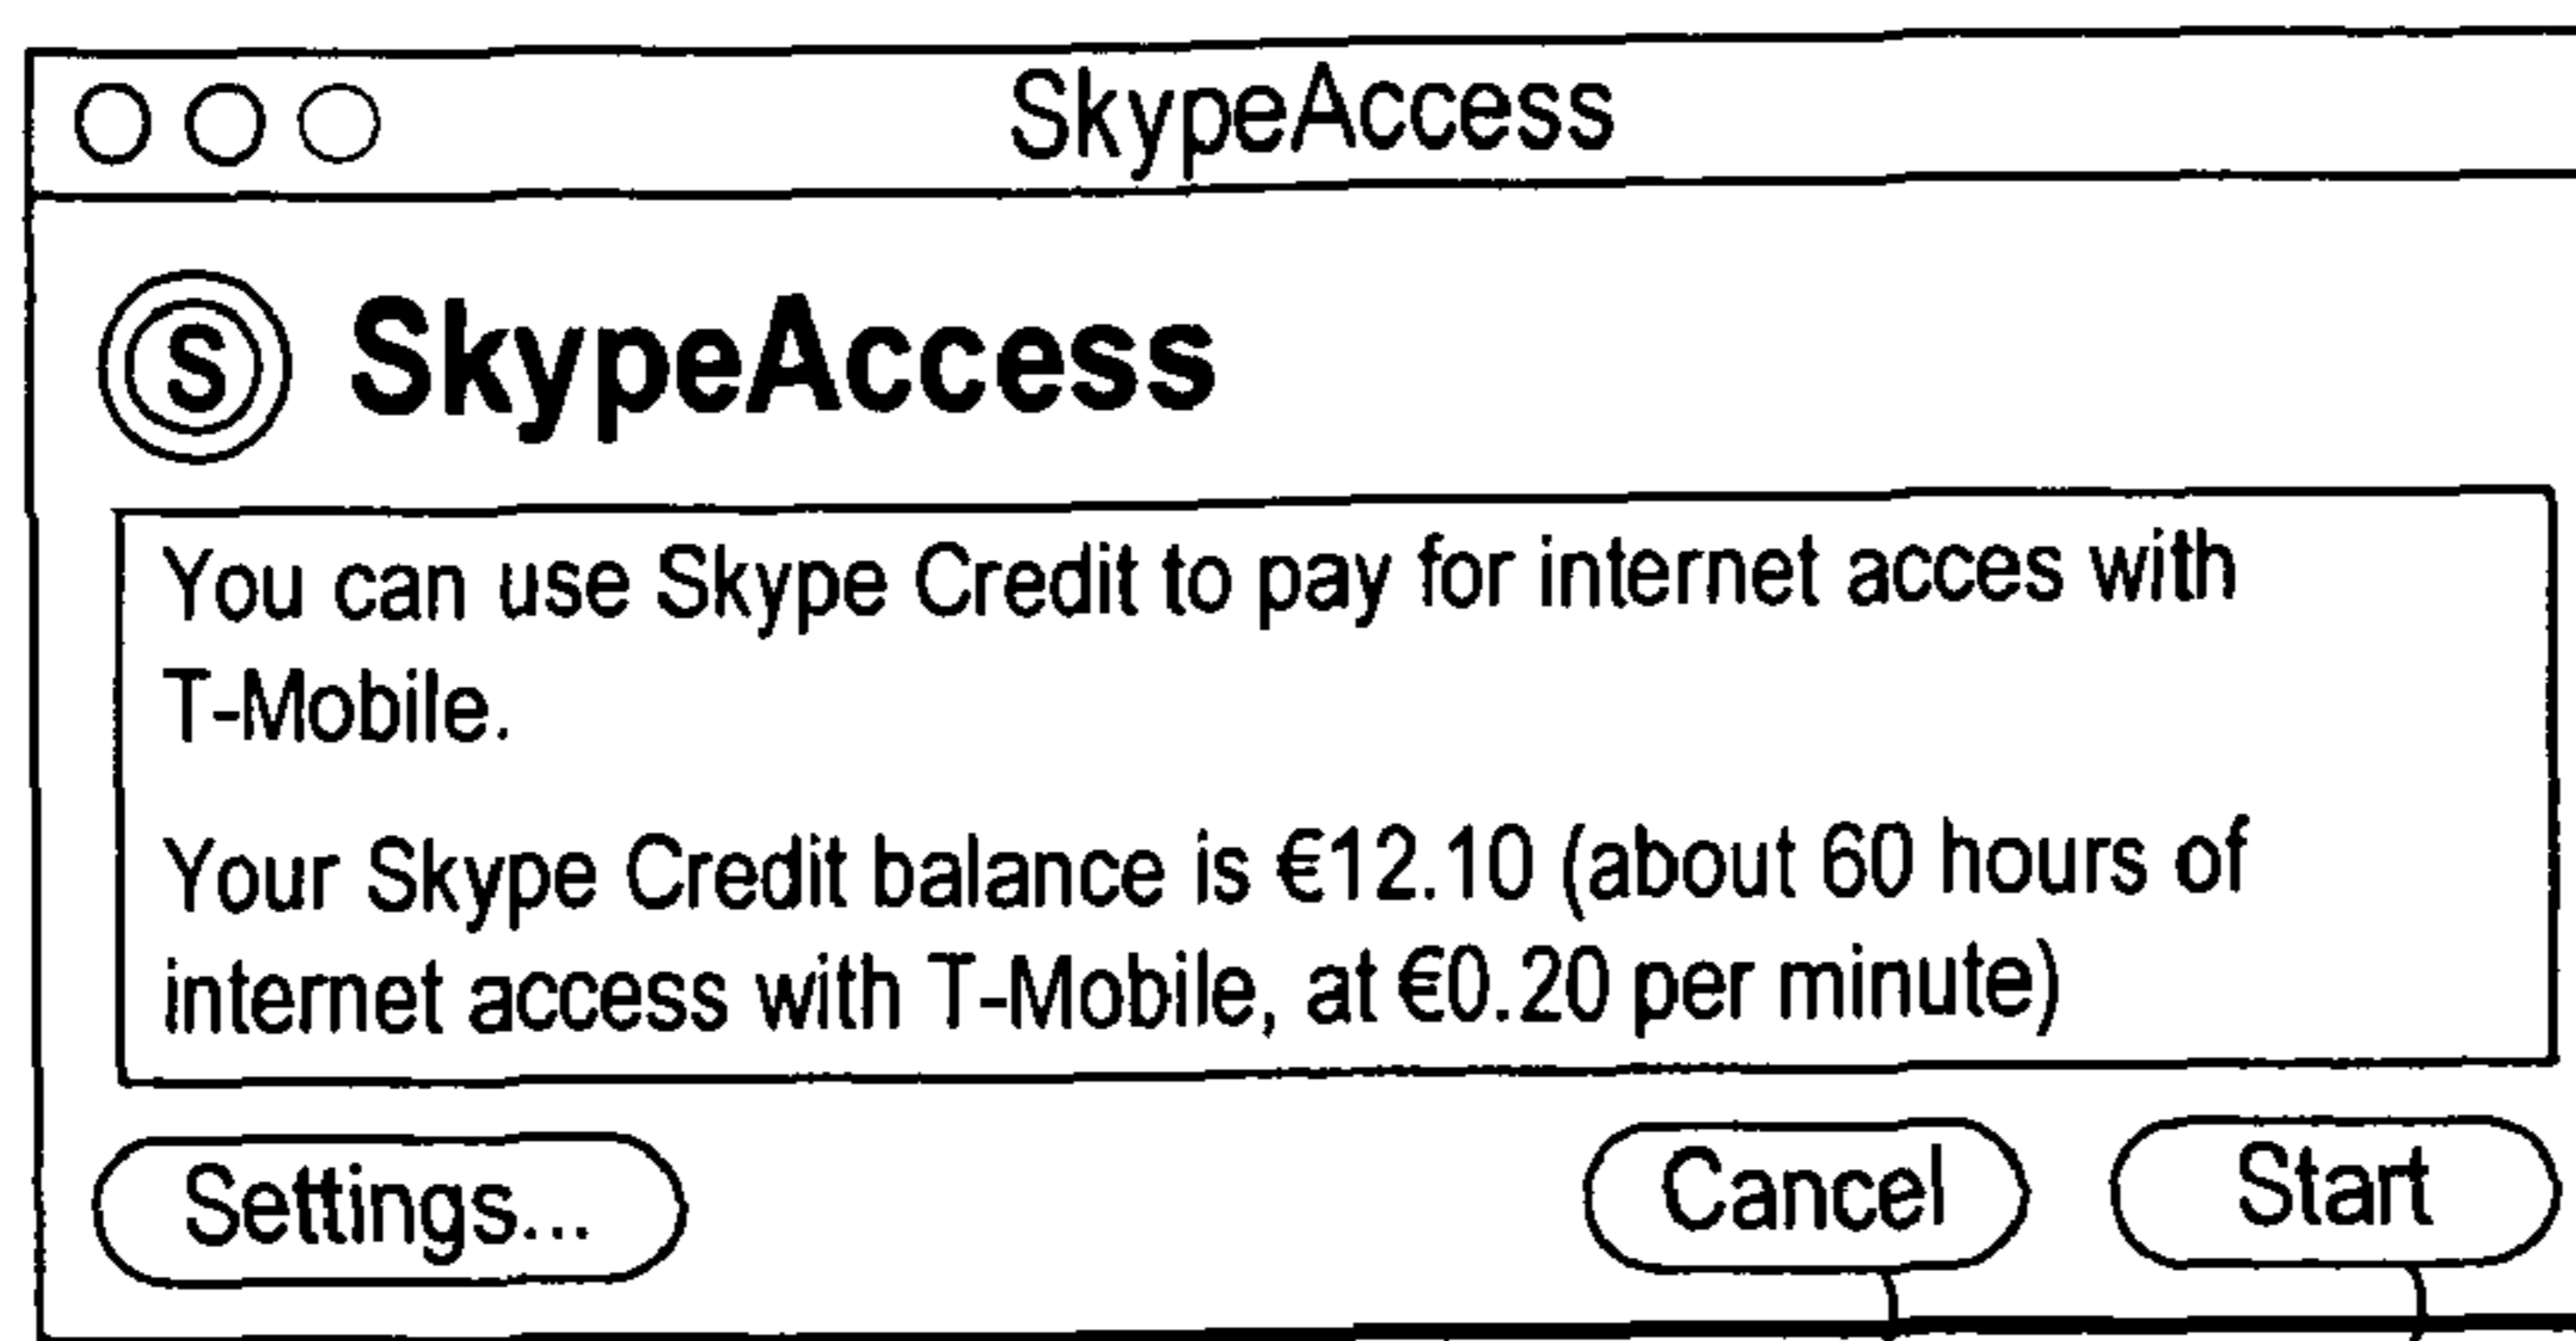 SkypeAccess
S SkypeAccess
You can use Skype Credit to pay for internet acces with
T-Mobile.
Your Skype Credit balance is €12.10 (about 60 hours of
internet access with T-Mobile, at €0.20 per minute)
Settings... Cancel Start